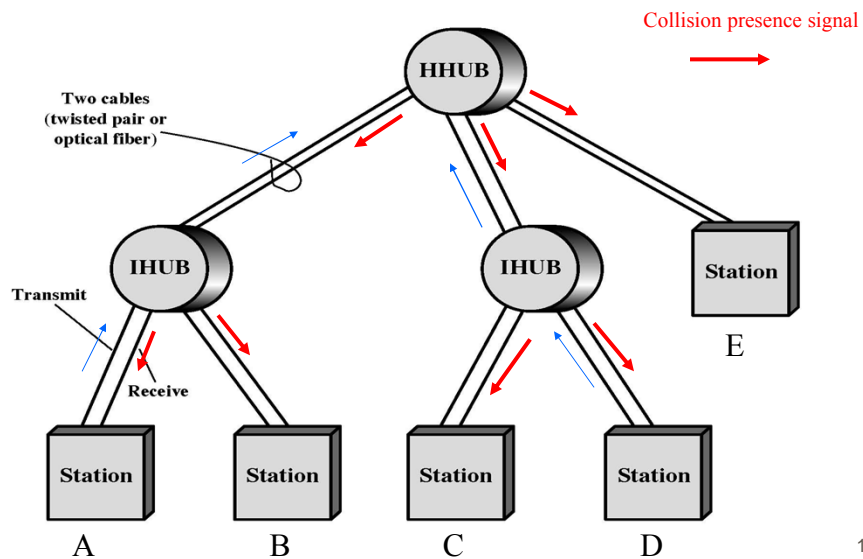 Collision presence signal
HHUB
Two cables
(twisted pair or
optical fiber)
IHUB
IHUB
Station
Transmit
E
Receive
Station
Station
Station
Station
A
B
C
D
1